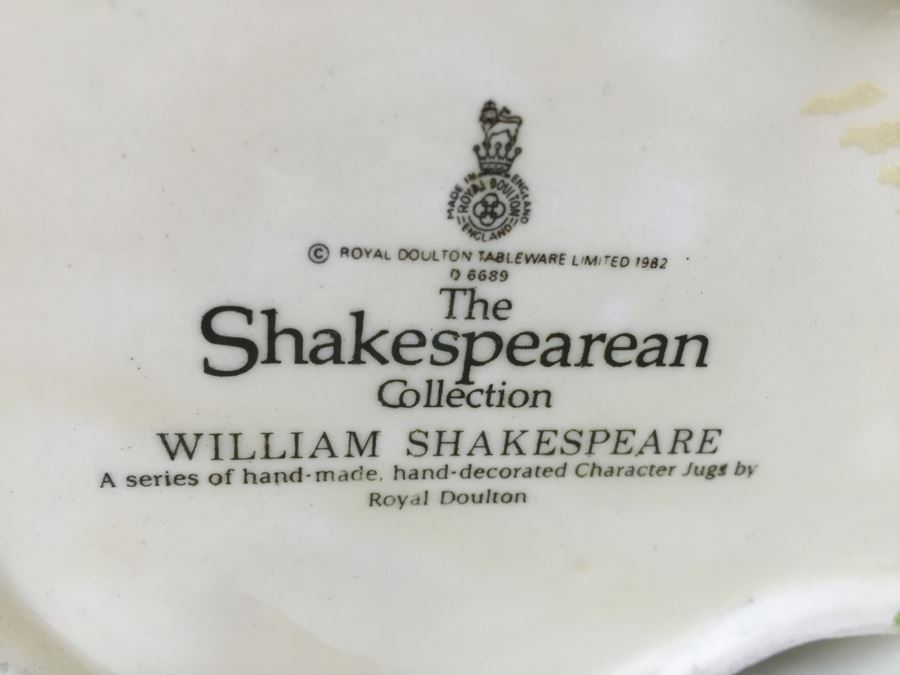 MADE IN ENGLAND
ROYAL DOULTON
ENGLAND
© ROYAL DOULTON TABLEWARE LIMITED 1982
D 6689
The
Shakespearean
Collection
WILLIAM SHAKESPEARE
A series of hand-made, hand-decorated Character Jugs by
Royal Doulton